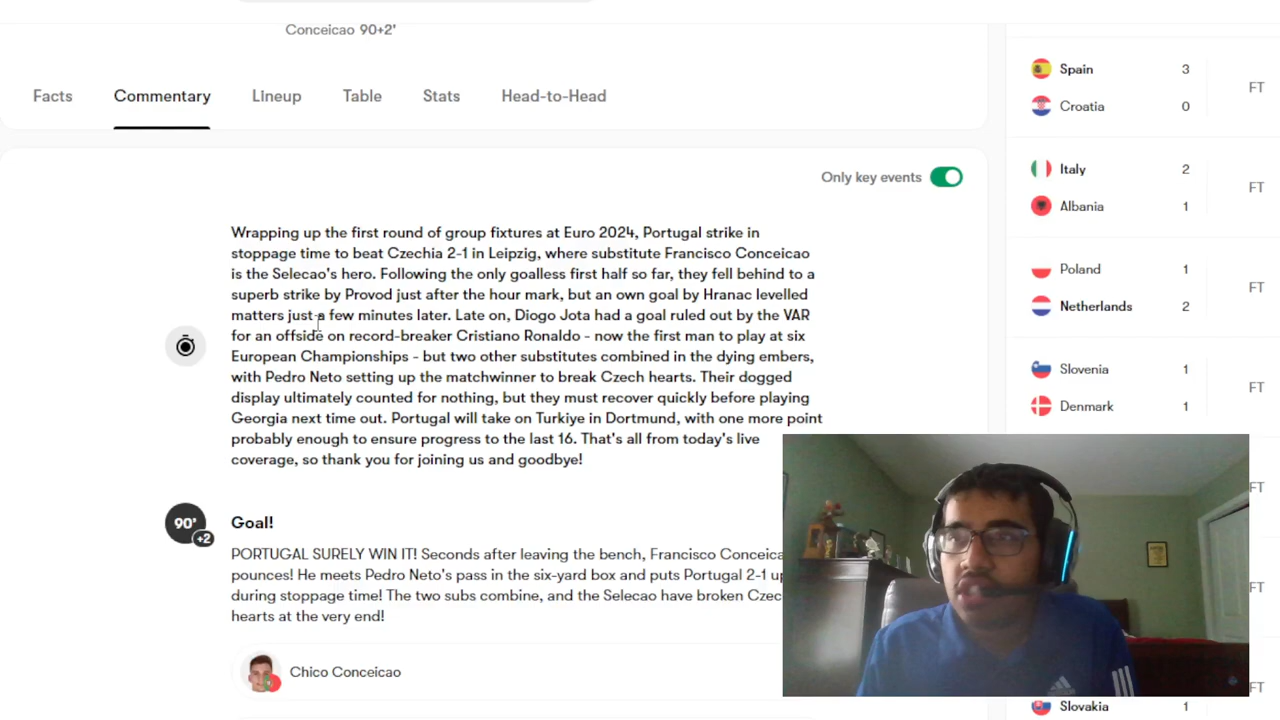 Conceicao 90+2'
Facts
Commentary
Lineup
Table
Stats
Head-to-Head
Only key events
Wrapping up the first round of group fixtures at Euro 2024, Portugal strike in
stoppage time to beat Czechia 2-1 in Leipzig, where substitute Francisco Conceicao
is the Selecao's hero. Following the only goalless first half so far, they fell behind to a
superb strike by Provod just after the hour mark, but an own goal by Hranac levelled
matters just a few minutes later. Late on, Diogo Jota had a goal ruled out by the VAR
for an offside on record-breaker Cristiano Ronaldo - now the first man to play at six
European Championships - but two other substitutes combined in the dying embers,
with Pedro Neto setting up the matchwinner to break Czech hearts. Their dogged
display ultimately counted for nothing, but they must recover quickly before playing
Georgia next time out. Portugal will take on Turkiye in Dortmund, with one more point
probably enough to ensure progress to the last 16. That's all from today's live
coverage, so thank you for joining us and goodbye!
90'
+2
Goal!
PORTUGAL SURELY WIN IT! Seconds after leaving the bench, Francisco Conceica
pounces! He meets Pedro Neto's pass in the six-yard box and puts Portugal 2-1 up
during stoppage time! The two subs combine, and the Selecao have broken Czec
hearts at the very end!
Chico Conceicao
Spain 3
FT
Croatia 0
Italy 2
FT
Albania 1
Poland 1
FT
Netherlands 2
Slovenia 1
FT
Denmark 1
FT
FT
FT
Slovakia 1